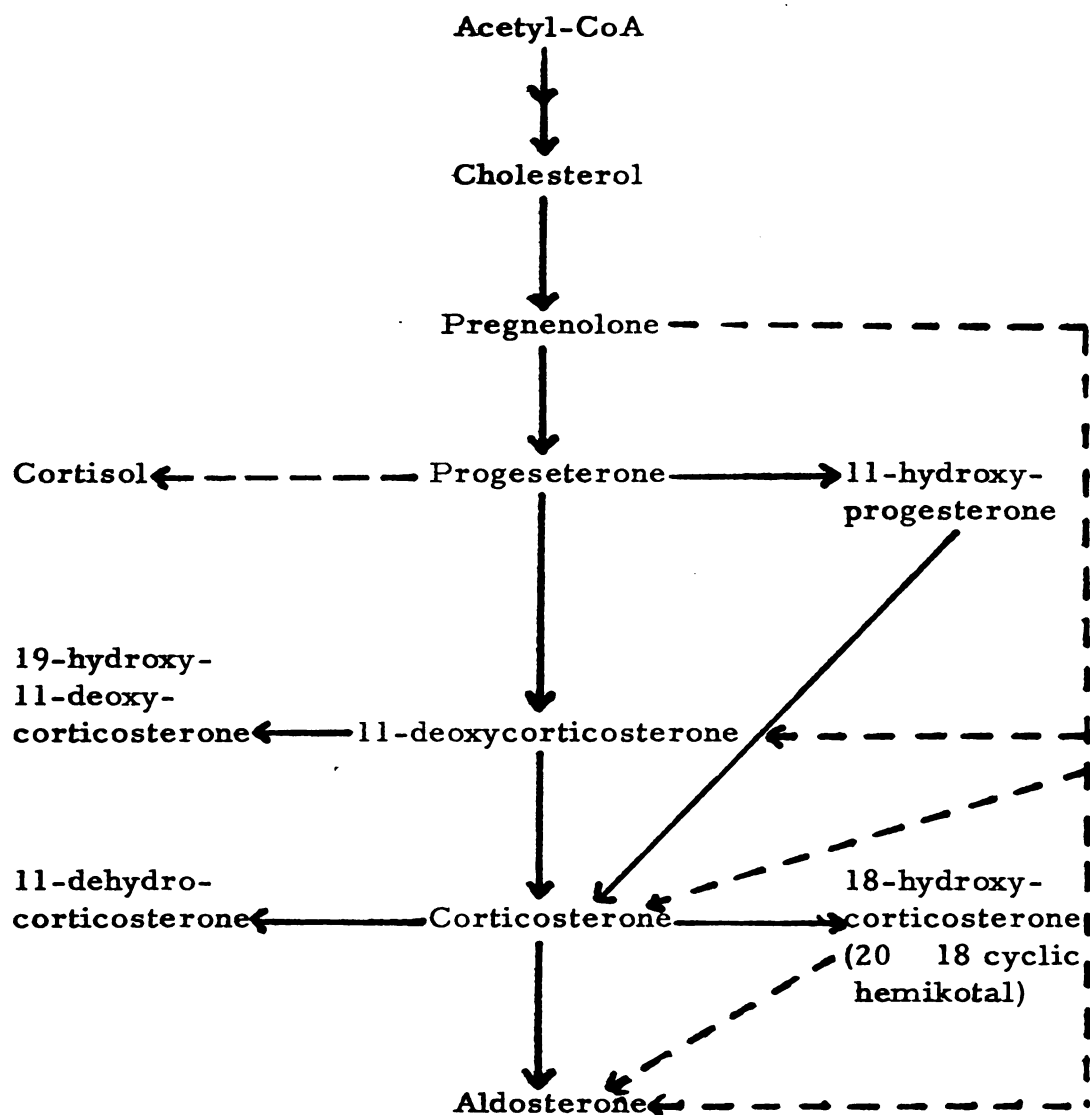 Acetyl-CoA
Cholesterol
Pregnenolone
Cortisol
Progeseterone
11-hydroxy-
progesterone
19-hydroxy-
11-deoxy-
corticosterone
11-deoxycorticosterone
11-dehydro-
corticosterone
Corticosterone
18-hydroxy-
corticosterone
(20 18 cyclic
hemikotal)
Aldosterone